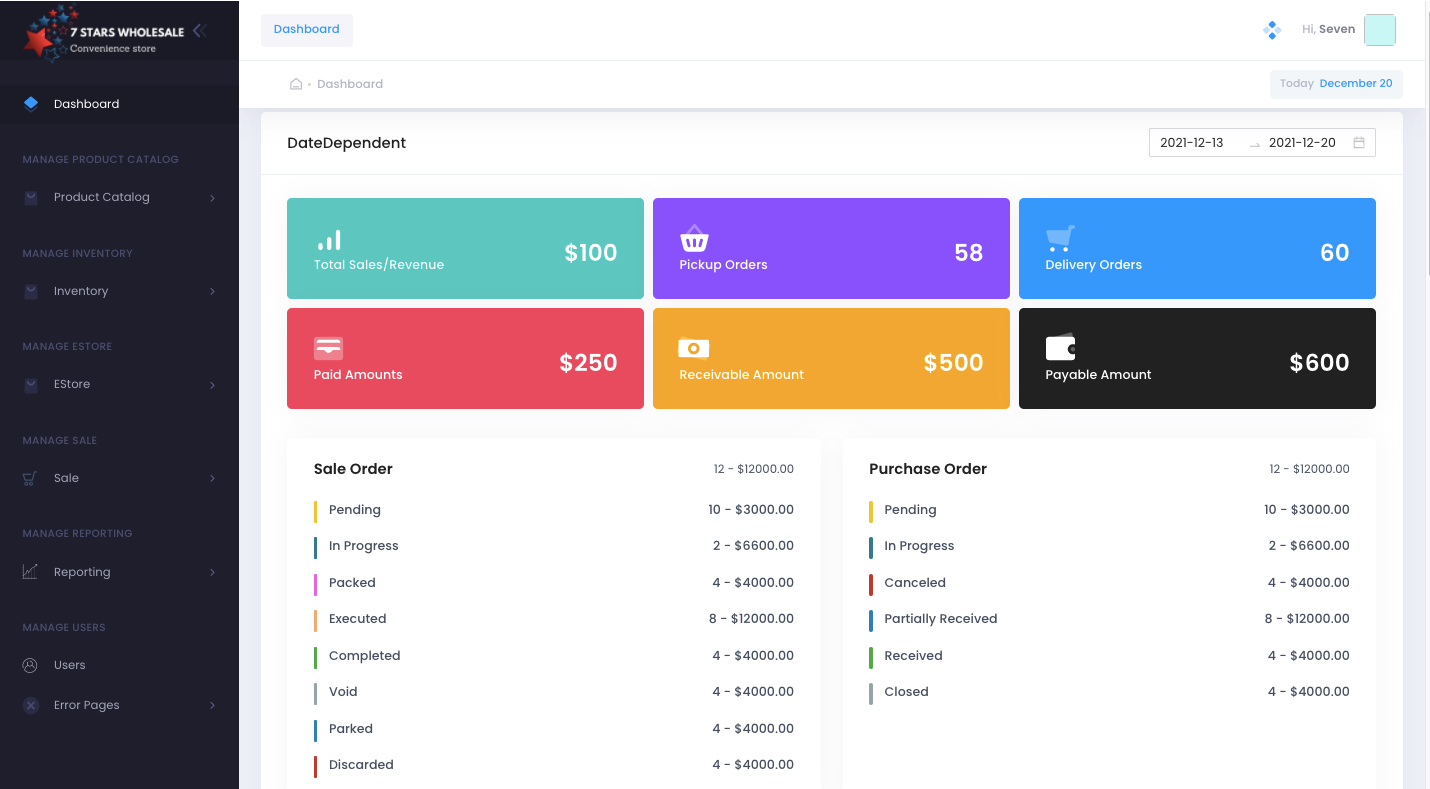 7 STARS WHOLESALE
Convenience store
Dashboard
MANAGE PRODUCT CATALOG
Product Catalog
MANAGE INVENTORY
Inventory
MANAGE ESTORE
EStore
MANAGE SALE
Sale
MANAGE REPORTING
Reporting
MANAGE USERS
Users
Error Pages
Dashboard
Hi, Seven
Dashboard
Today December 20
DateDependent
2021-12-13 2021-12-20
Total Sales/Revenue
$100
Pickup Orders
58
Delivery Orders
60
Paid Amounts
$250
Receivable Amount
$500
Payable Amount
$600
Sale Order 12 - $12000.00
Pending 10 - $3000.00
In Progress 2 - $6600.00
Packed 4 - $4000.00
Executed 8 - $12000.00
Completed 4 - $4000.00
Void 4 - $4000.00
Parked 4 - $4000.00
Discarded 4 - $4000.00
Purchase Order 12 - $12000.00
Pending 10 - $3000.00
In Progress 2 - $6600.00
Canceled 4 - $4000.00
Partially Received 8 - $12000.00
Received 4 - $4000.00
Closed 4 - $4000.00